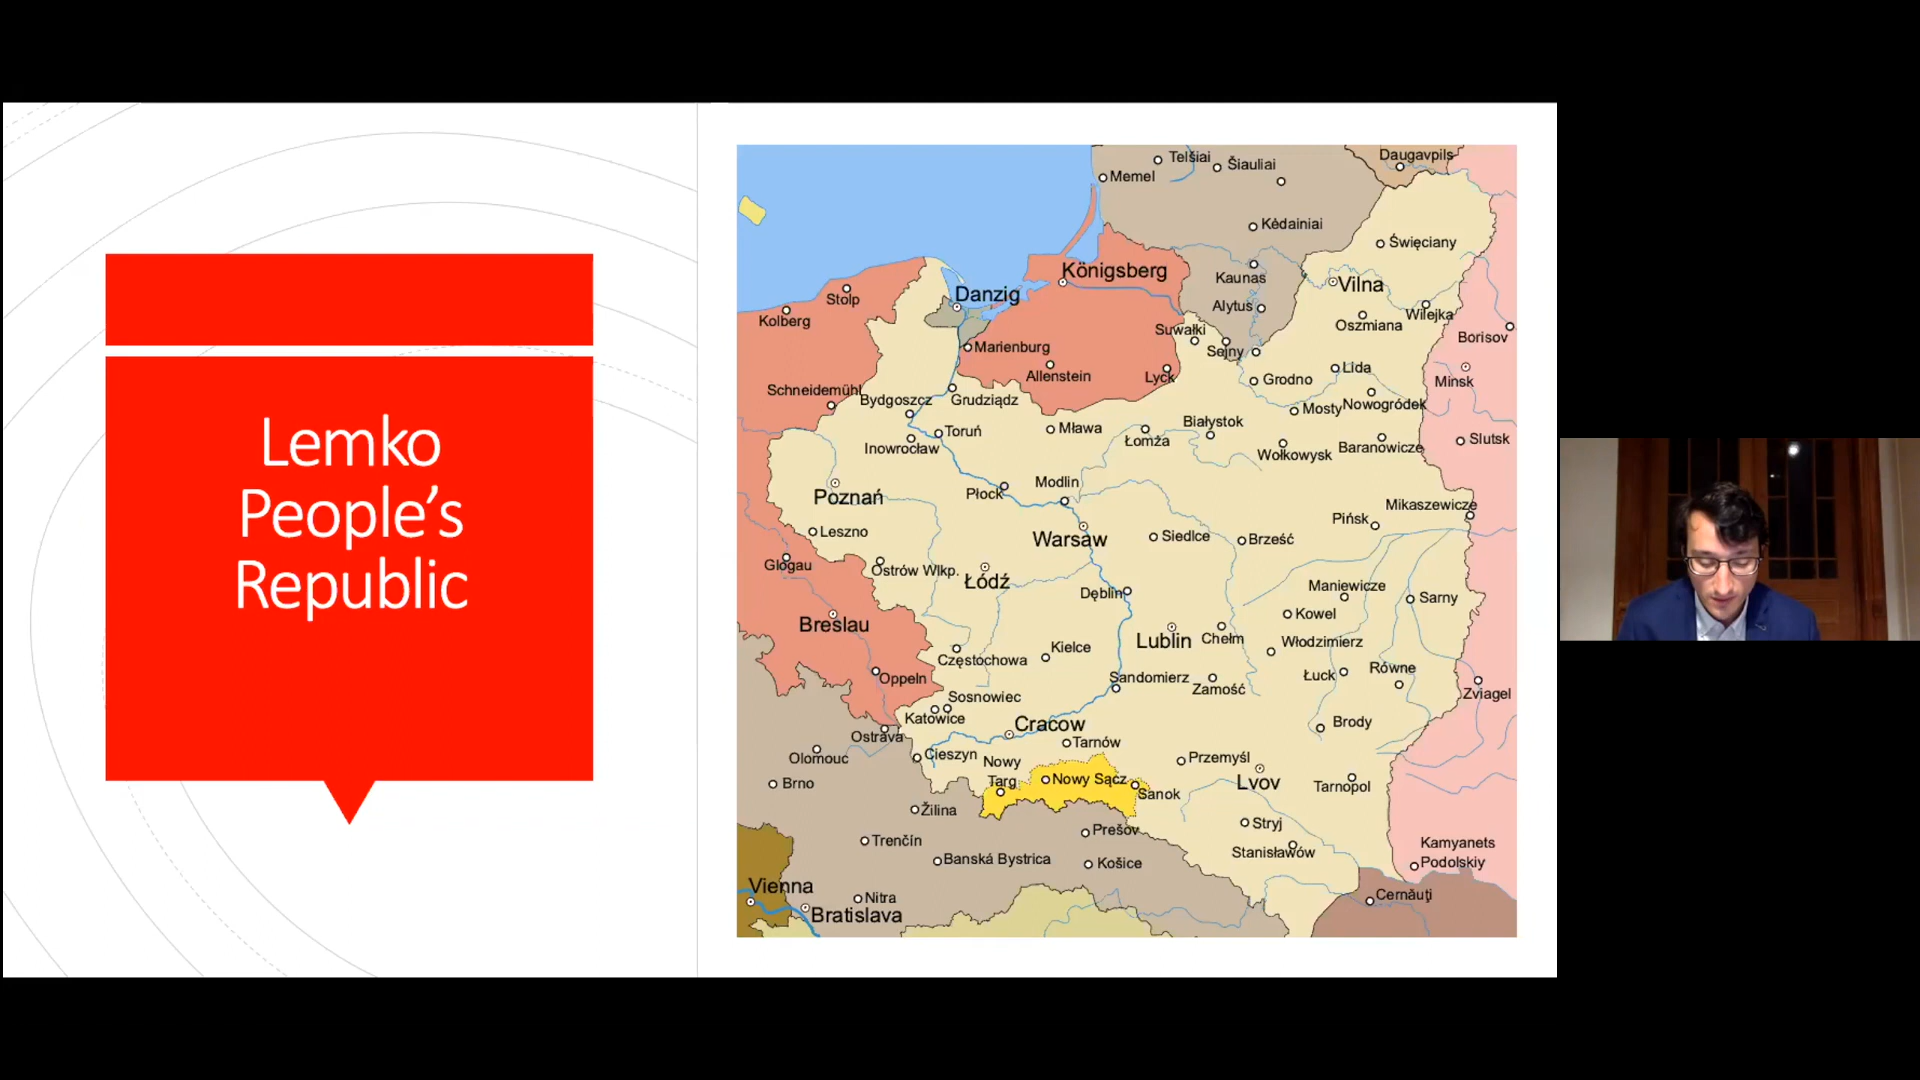 Lemko
People's
Republic
Telšiai
Šiauliai
Daugavpils
Memel
Kėdainiai
Święciany
Königsberg
Kaunas
Vilna
Danzig
Stolp
Alytus
Wilejka
Kolberg
Oszmiana
Suwałki
Borisov
Marienburg
Sejny
Allenstein
Lyck
Lida
Grodno
Minsk
Schneidemühl
Bydgoszcz
Grudziądz
Mosty
Nowogródek
Białystok
Toruń
Mława
Łomża
Slutsk
Inowrocław
Wołkowysk
Baranowicze
Modlin
Płock
Poznań
Mikaszewicze
Pińsk
Leszno
Warsaw
Siedlce
Brześć
Glogau
Ostrów Wlkp.
Łódź
Maniewicze
Dęblin
Sarny
Kowel
Breslau
Lublin
Chełm
Włodzimierz
Kielce
Częstochowa
Równe
Łuck
Oppeln
Sandomierz
Zamość
Zviagel
Sosnowiec
Katowice
Cracow
Brody
Ostrava
Tarnów
Cieszyn
Olomouc
Nowy
Targ
Przemyśl
Nowy Sącz
Lvov
Brno
Sanok
Tarnopol
Žilina
Stryj
Prešov
Trenčín
Kamyanets
Podolskiy
Stanisławów
Banská Bystrica
Košice
Vienna
Nitra
Cernăuţi
Bratislava